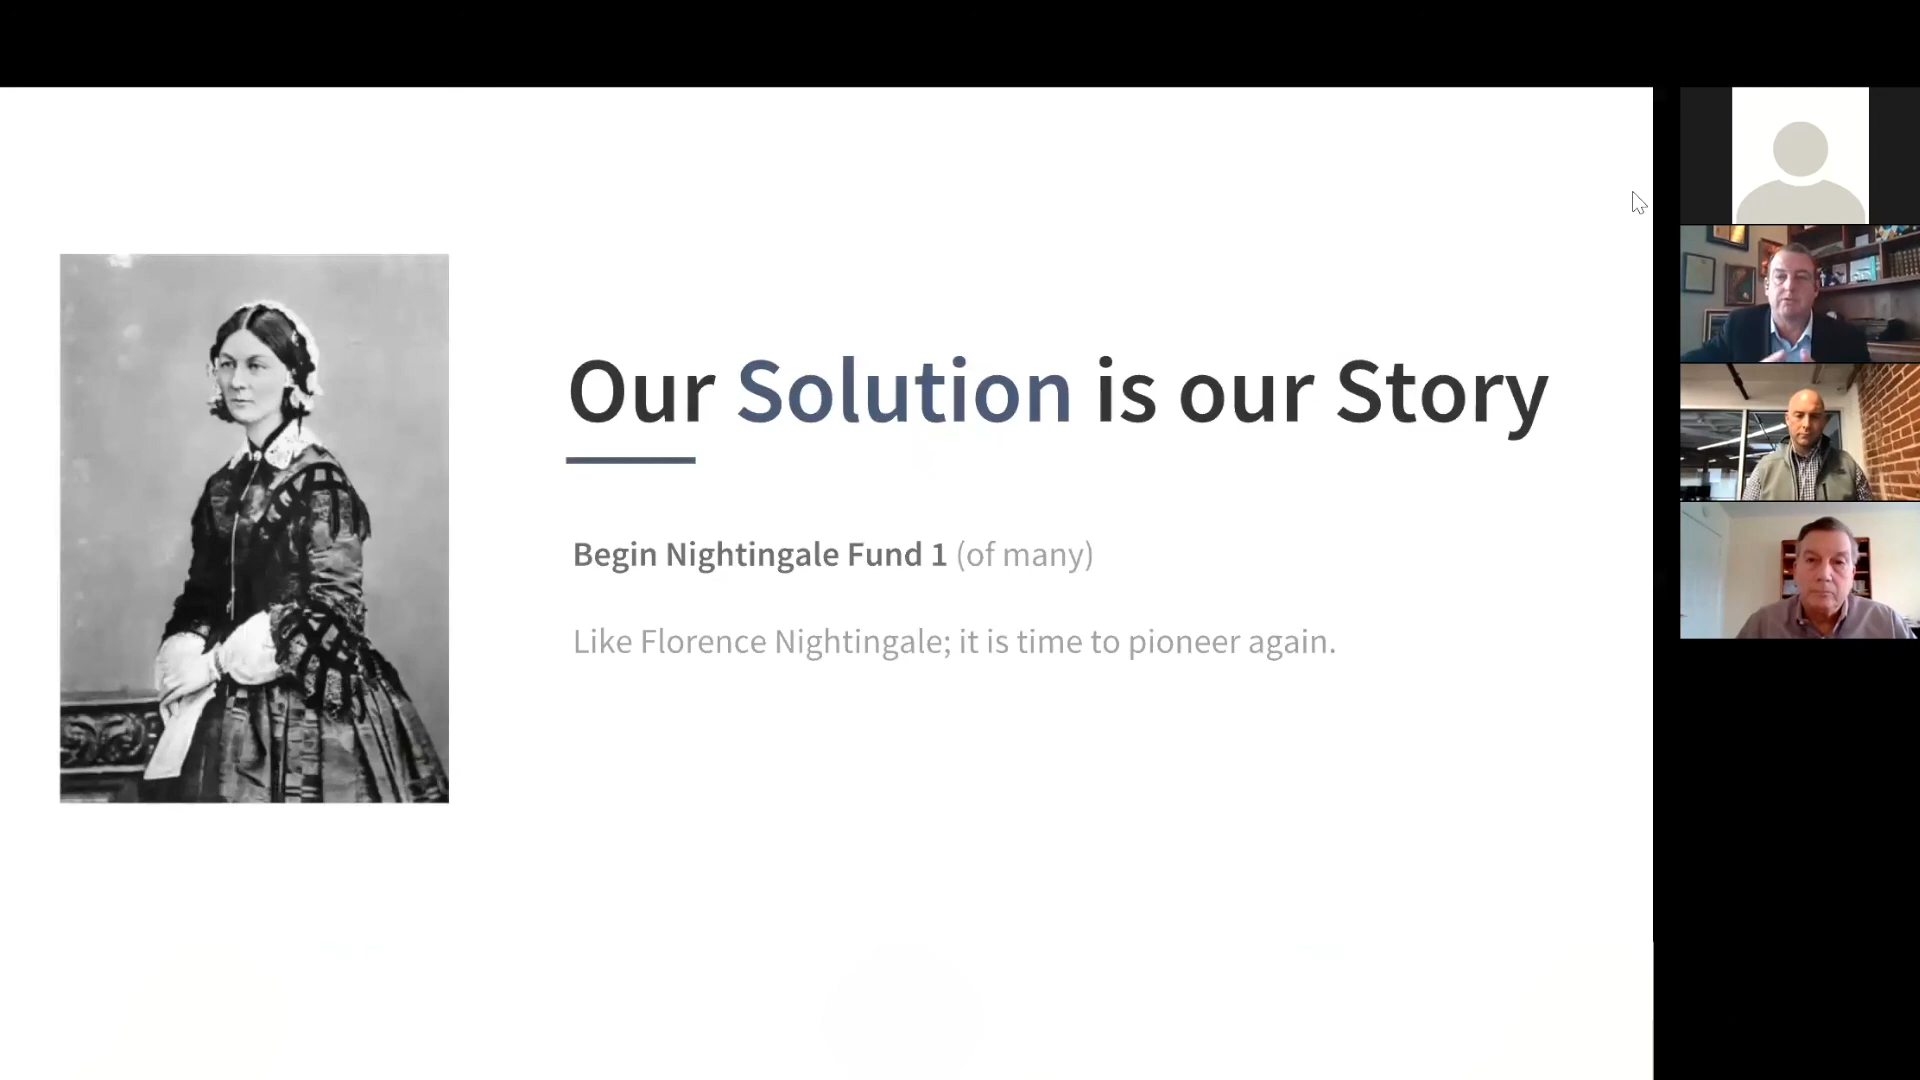 Our Solution is our Story
Begin Nightingale Fund 1 (of many)
Like Florence Nightingale; it is time to pioneer again.